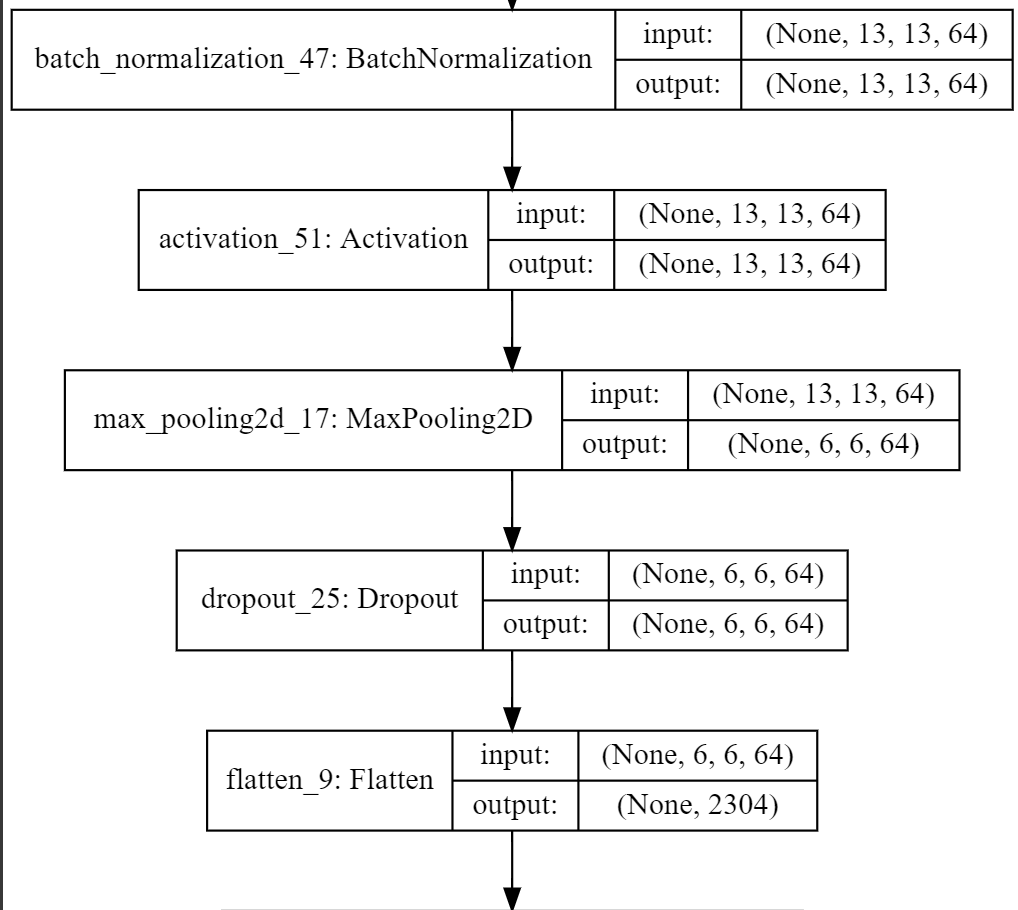 batch_normalization_47: BatchNormalization
input:
(None, 13, 13, 64)
output:
(None, 13, 13, 64)
activation_51: Activation
input:
(None, 13, 13, 64)
output:
(None, 13, 13, 64)
max_pooling2d_17: MaxPooling2D
input:
(None, 13, 13, 64)
output:
(None, 6, 6, 64)
dropout_25: Dropout
input:
(None, 6, 6, 64)
output:
(None, 6, 6, 64)
flatten_9: Flatten
input:
(None, 6, 6, 64)
output:
(None, 2304)